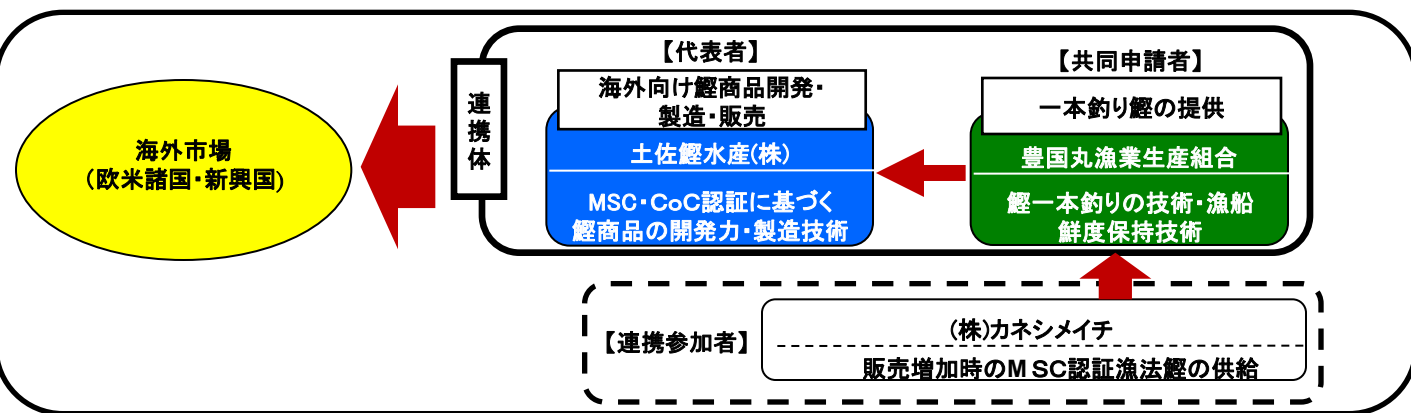 海外市場
(欧米諸国・新興国)
連携体
【代表者】
海外向け鰹商品開発・
製造・販売
土佐鰹水産(株)
MSC・CoC認証に基づく
鰹商品の開発力・製造技術
【共同申請者】
一本釣り鰹の提供
豊国丸漁業生産組合
鰹一本釣りの技術・漁船
鮮度保持技術
【連携参加者】
(株)カネシメイチ
販売増加時のMSC認証漁法鰹の供給